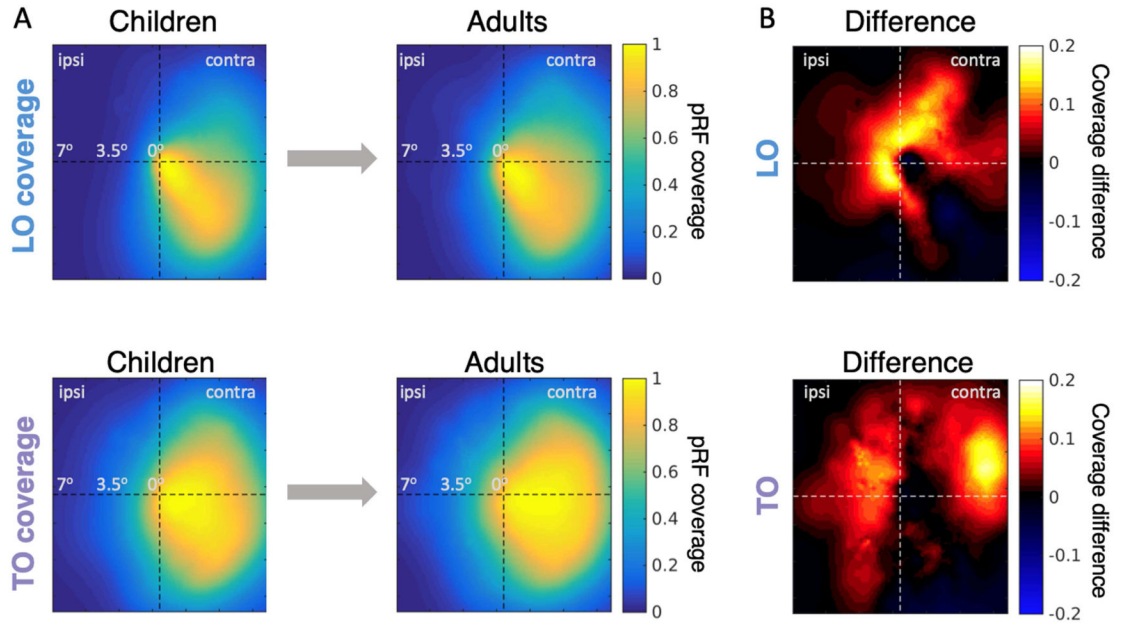 A
Children
Adults
B
Difference
LO coverage
ipsi
contra
7° 3.5° 0°
ipsi
contra
7° 3.5° 0°
1
0.8
0.6
0.4
0.2
0
pRF coverage
LO
ipsi
contra
0.2
0.1
0
-0.1
-0.2
Coverage difference
Children
Adults
Difference
TO coverage
ipsi
contra
7° 3.5° 0°
ipsi
contra
7° 3.5° 0°
1
0.8
0.6
0.4
0.2
0
pRF coverage
TO
ipsi
contra
0.2
0.1
0
-0.1
-0.2
Coverage difference